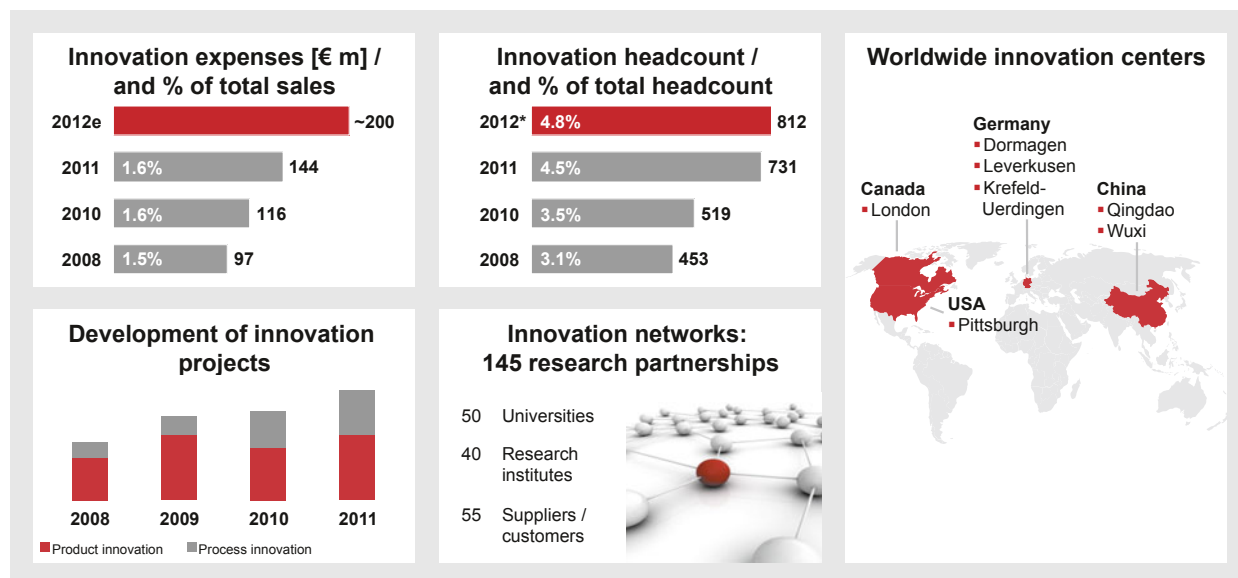 Innovation expenses [€ m] /
and % of total sales
2012e ~200
2011 1.6% 144
2010 1.6% 116
2008 1.5% 97
Innovation headcount /
and % of total headcount
2012* 4.8% 812
2011 4.5% 731
2010 3.5% 519
2008 3.1% 453
Worldwide innovation centers
Germany
▪ Dormagen
▪ Leverkusen
▪ Krefeld-
Uerdingen
Canada
▪ London
China
▪ Qingdao
▪ Wuxi
USA
▪ Pittsburgh
Development of innovation
projects
2008 2009 2010 2011
Product innovation Process innovation
Innovation networks:
145 research partnerships
50 Universities
40 Research
institutes
55 Suppliers /
customers